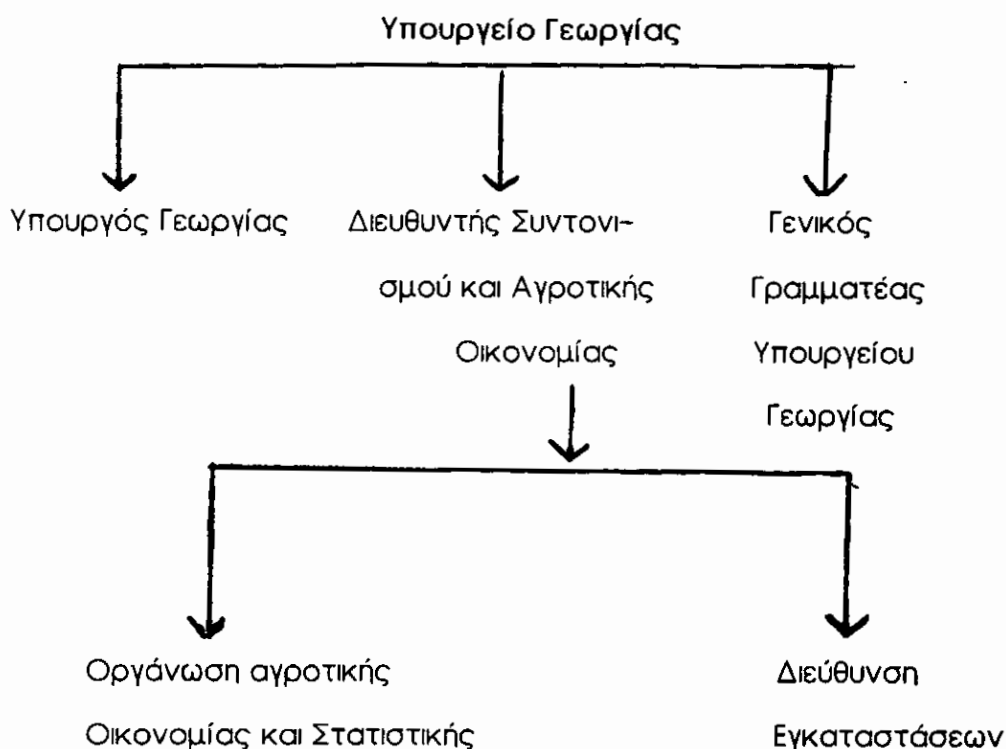 Υπουργείο Γεωργίας
Υπουργός Γεωργίας
Διευθυντής Συντονι-
σμού και Αγροτικής
Οικονομίας
Γενικός
Γραμματέας
Υπουργείου
Γεωργίας
Οργάνωση αγροτικής
Οικονομίας και Στατιστικής
Διεύθυνση
Εγκαταστάσεων